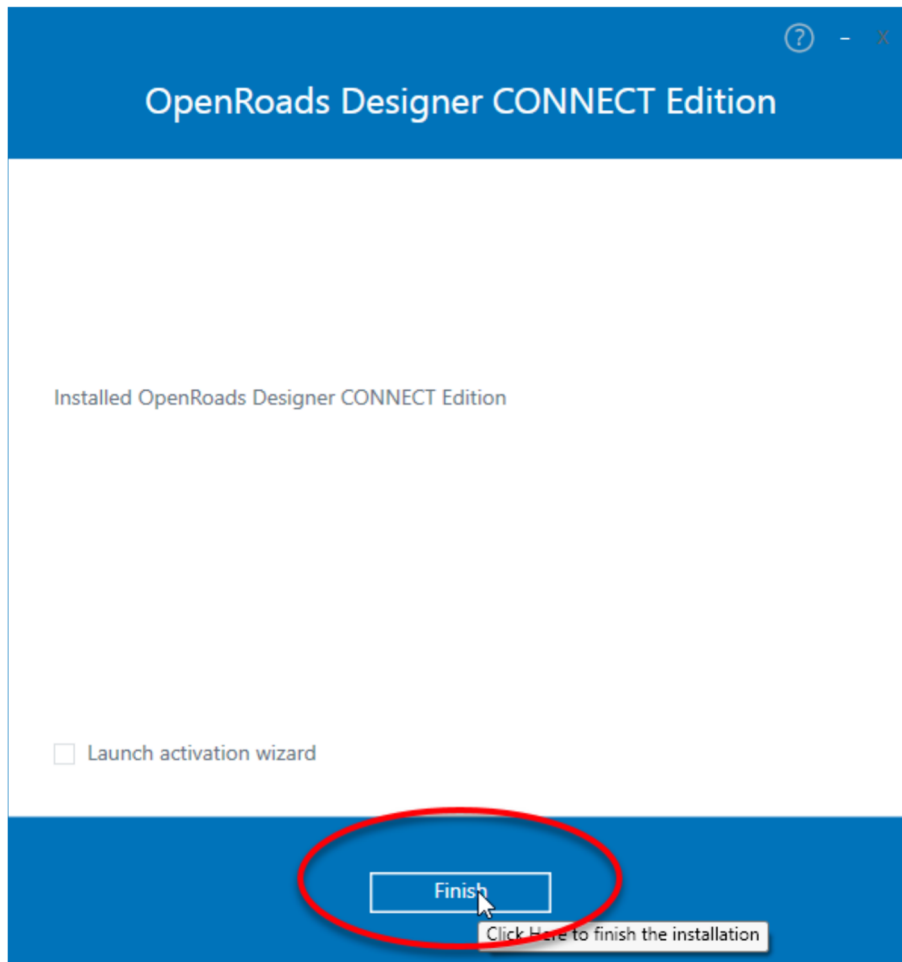 ? – X
OpenRoads Designer CONNECT Edition
Installed OpenRoads Designer CONNECT Edition
Launch activation wizard
Finish
Click Here to finish the installation